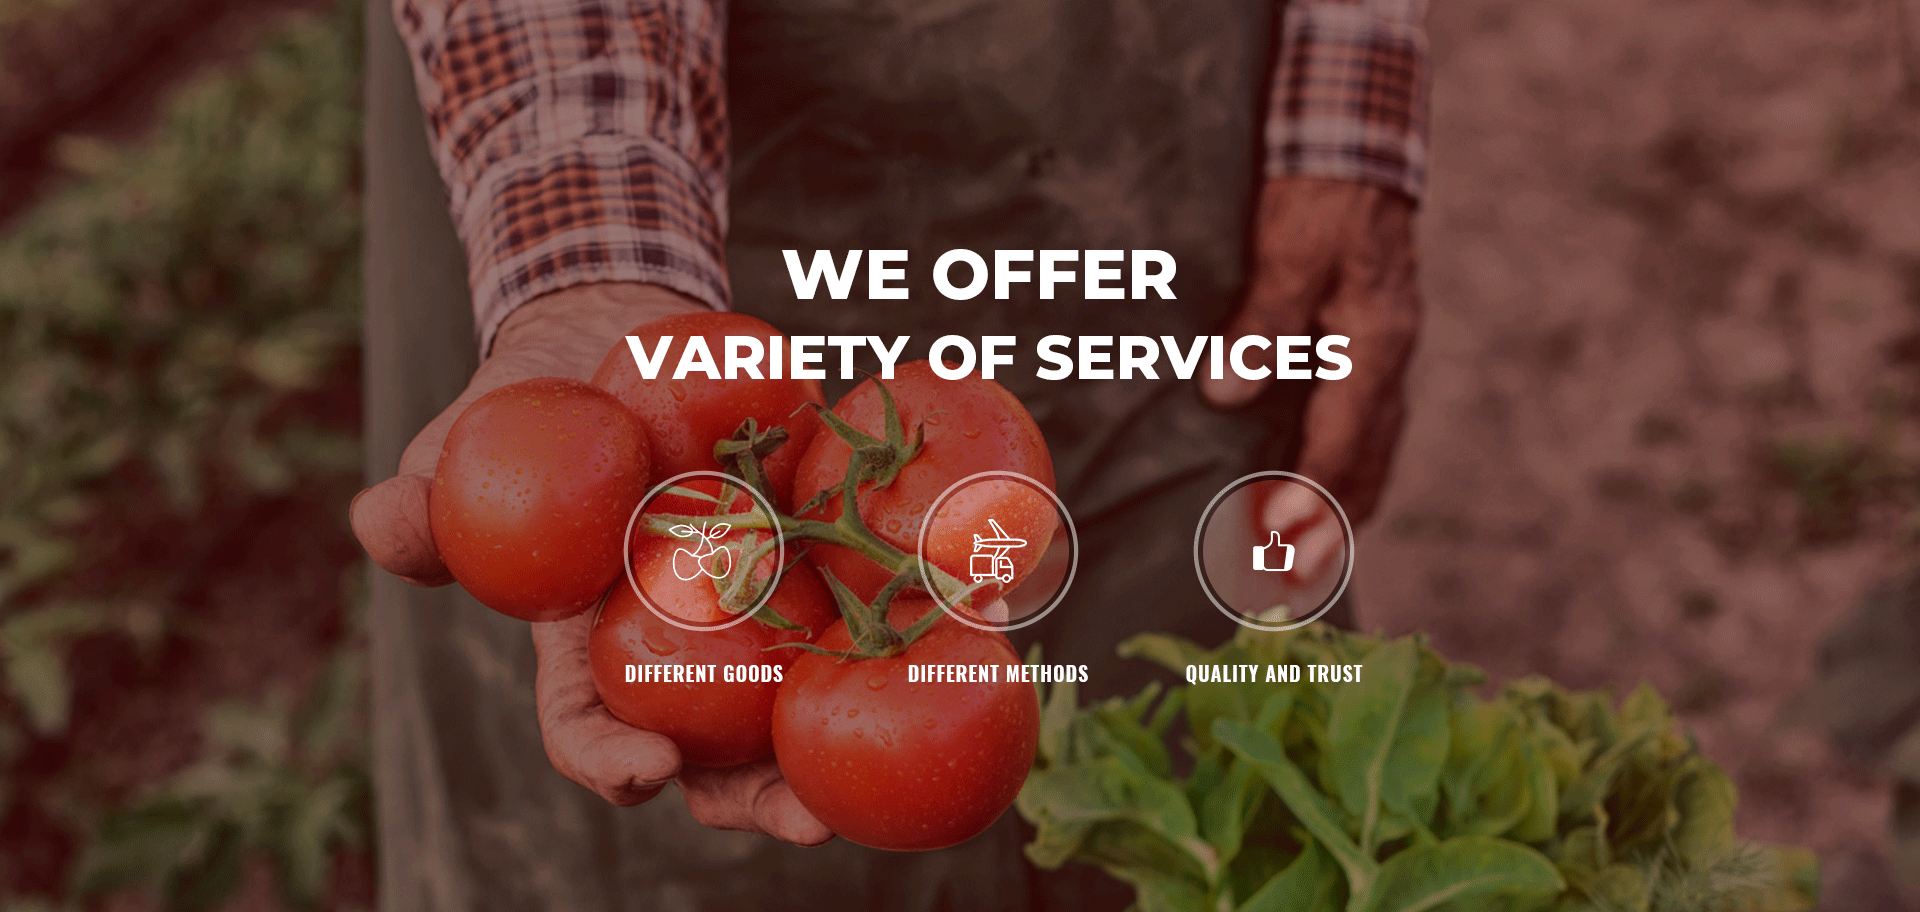 WE OFFER
VARIETY OF SERVICES
DIFFERENT GOODS
DIFFERENT METHODS
QUALITY AND TRUST